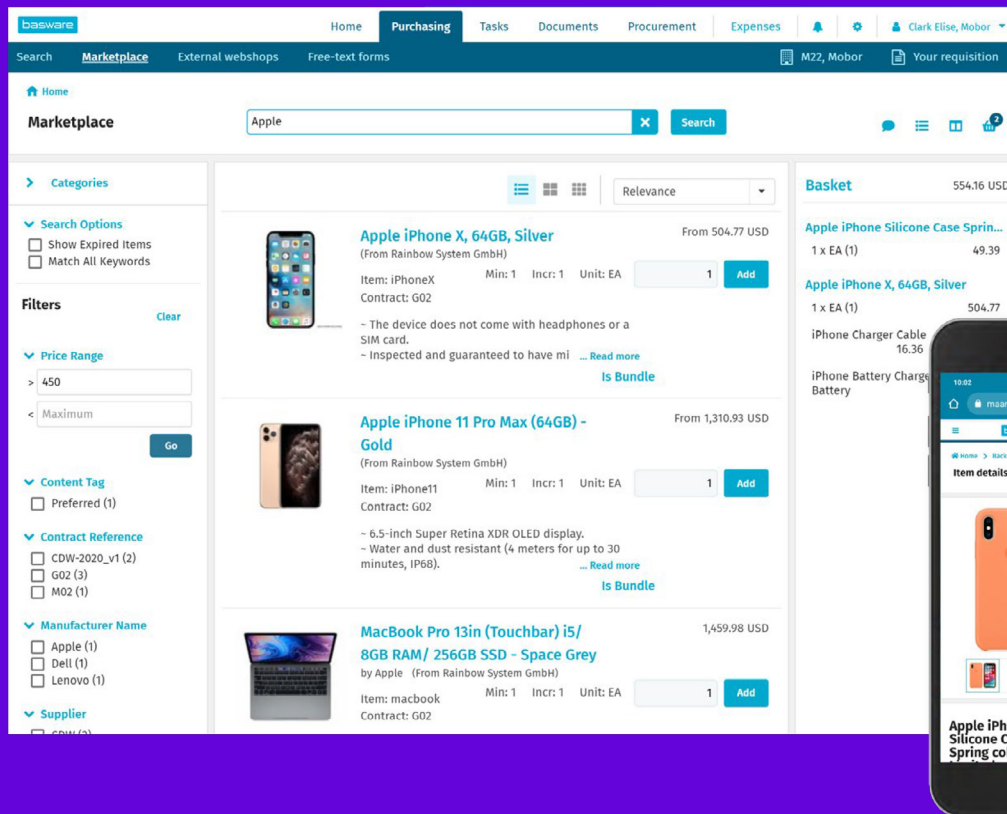 basware
Home Purchasing Tasks Documents Procurement Expenses Clark Elise, Mobor
Search Marketplace External webshops Free-text forms M22, Mobor Your requisition
Home
Marketplace Apple Search 2
Categories
Search Options
Show Expired Items
Match All Keywords
Filters
Clear
Price Range
> 450
< Maximum
Go
Content Tag
Preferred (1)
Contract Reference
CDW-2020_v1 (2)
G02 (3)
M02 (1)
Manufacturer Name
Apple (1)
Dell (1)
Lenovo (1)
Supplier
CDW (2)
Relevance
Apple iPhone X, 64GB, Silver From 504.77 USD
(From Rainbow System GmbH)
Item: iPhoneX Min: 1 Incr: 1 Unit: EA 1 Add
Contract: G02
~ The device does not come with headphones or a
SIM card.
~ Inspected and guaranteed to have mi ... Read more
Is Bundle
Apple iPhone 11 Pro Max (64GB) - From 1,310.93 USD
Gold
(From Rainbow System GmbH)
Item: iPhone11 Min: 1 Incr: 1 Unit: EA 1 Add
Contract: G02
~ 6.5-inch Super Retina XDR OLED display.
~ Water and dust resistant (4 meters for up to 30
minutes, IP68). ... Read more
Is Bundle
MacBook Pro 13in (Touchbar) i5/ 1,459.98 USD
8GB RAM/ 256GB SSD - Space Grey
by Apple (From Rainbow System GmbH)
Item: macbook Min: 1 Incr: 1 Unit: EA 1 Add
Contract: G02
Basket 554.16 USD
Apple iPhone Silicone Case Sprin...
1 x EA (1) 49.39
Apple iPhone X, 64GB, Silver
1 x EA (1) 504.77
iPhone Charger Cable
16.36
iPhone Battery Charge
Battery
10:02
maar
Home > Back
Item details
Apple iPh
Silicone C
Spring co